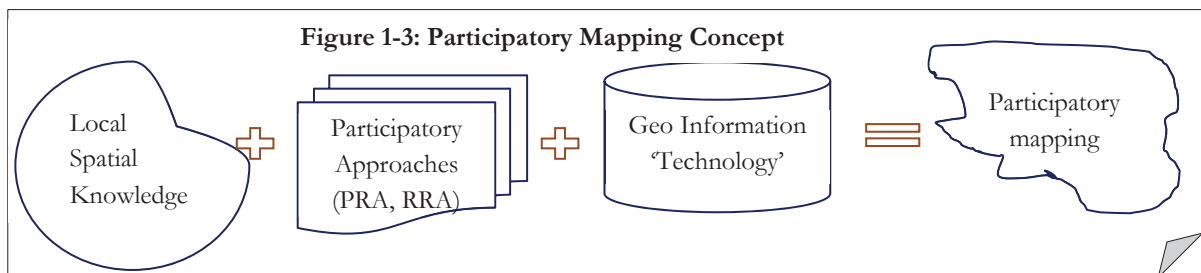 Figure 1-3: Participatory Mapping Concept
Local
Spatial
Knowledge
Participatory
Approaches
(PRA, RRA)
Geo Information
‘Technology’
Participatory
mapping